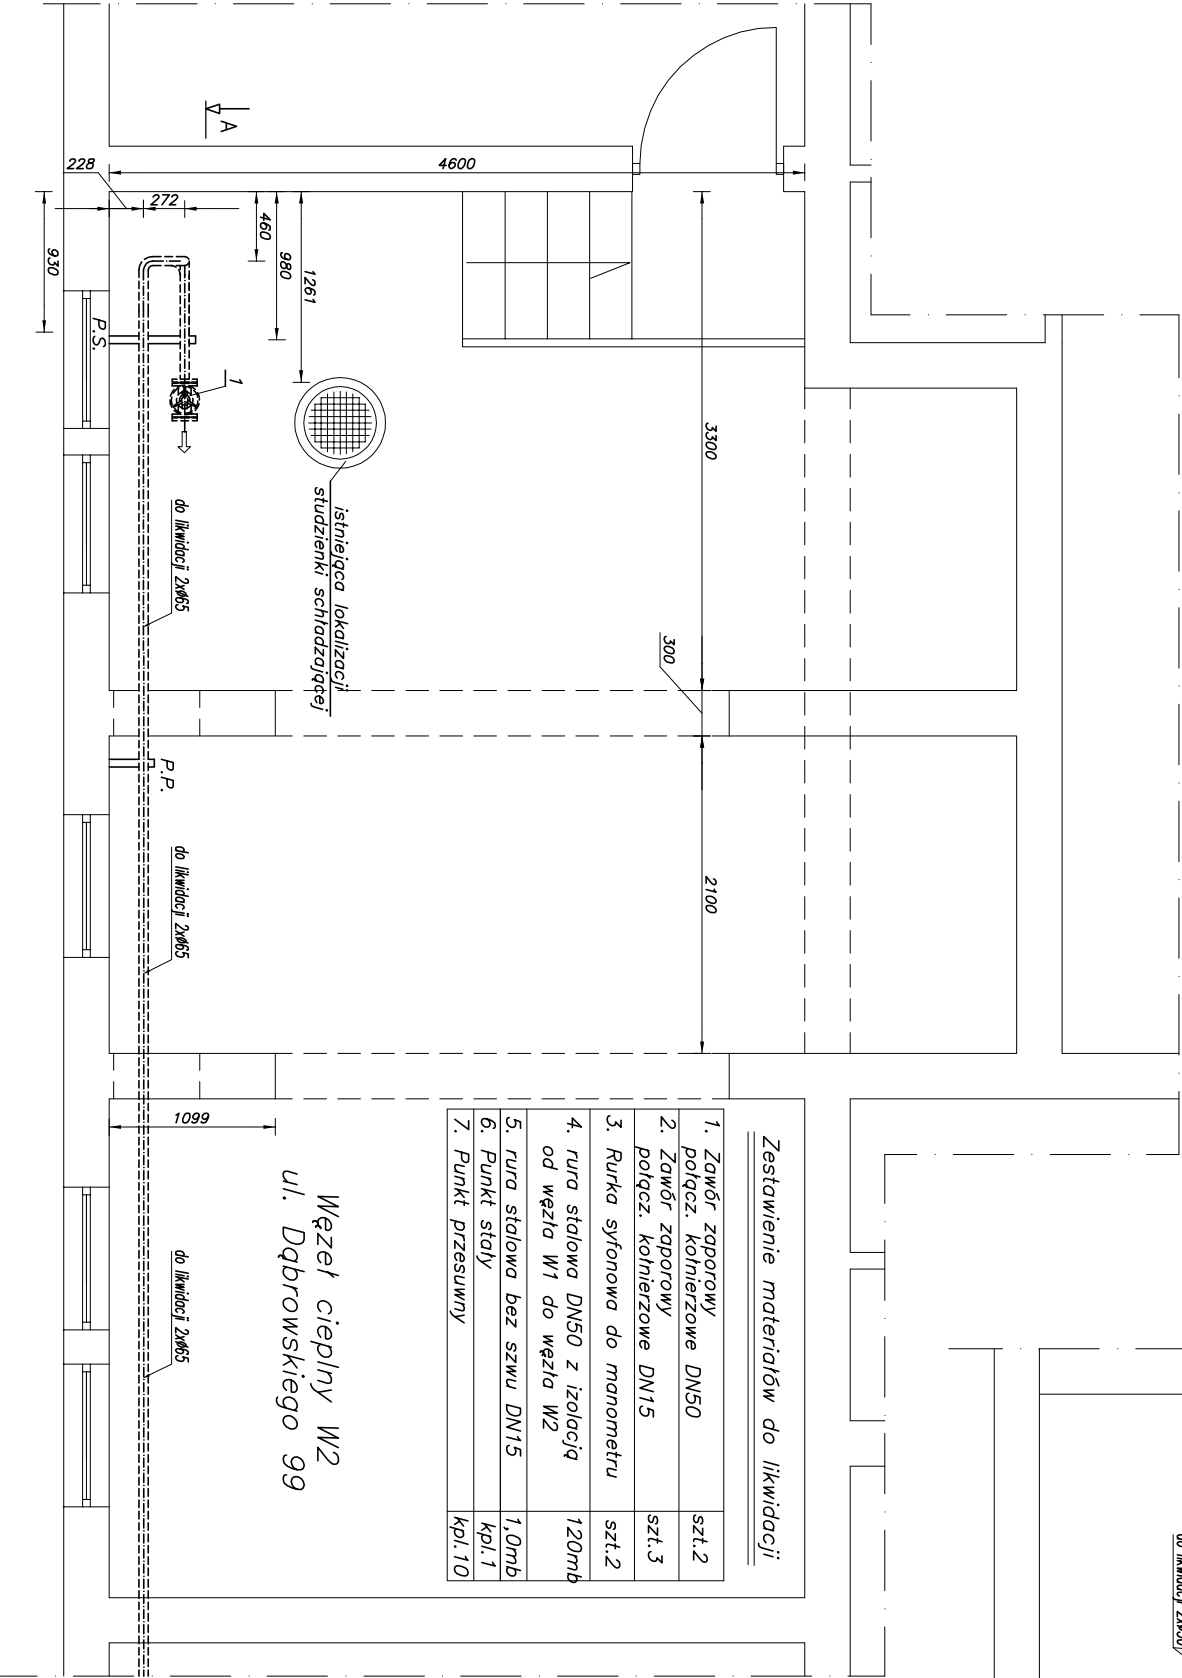 A
228
4600
272
460
980
1261
930
P.S.
1
3300
istniejąca lokalizacji
studzienki schładzającej
do likwidacji 2xø65
300
P.P.
do likwidacji 2xø65
2100
1099
Zestawienie materiałów do likwidacji
1. Zawór zaporowy
połącz. kołnierzowe DN50 szt.2
2. Zawór zaporowy
połącz. kołnierzowe DN15 szt.3
3. Rurka syfonowa do manometru szt.2
4. rura stalowa DN50 z izolacją
od węzła W1 do węzła W2 120mb
5. rura stalowa bez szwu DN15 1,0mb
6. Punkt stały kpl.1
7. Punkt przesuwny kpl.10
Węzeł cieplny W2
ul. Dąbrowskiego 99
do likwidacji 2xø65